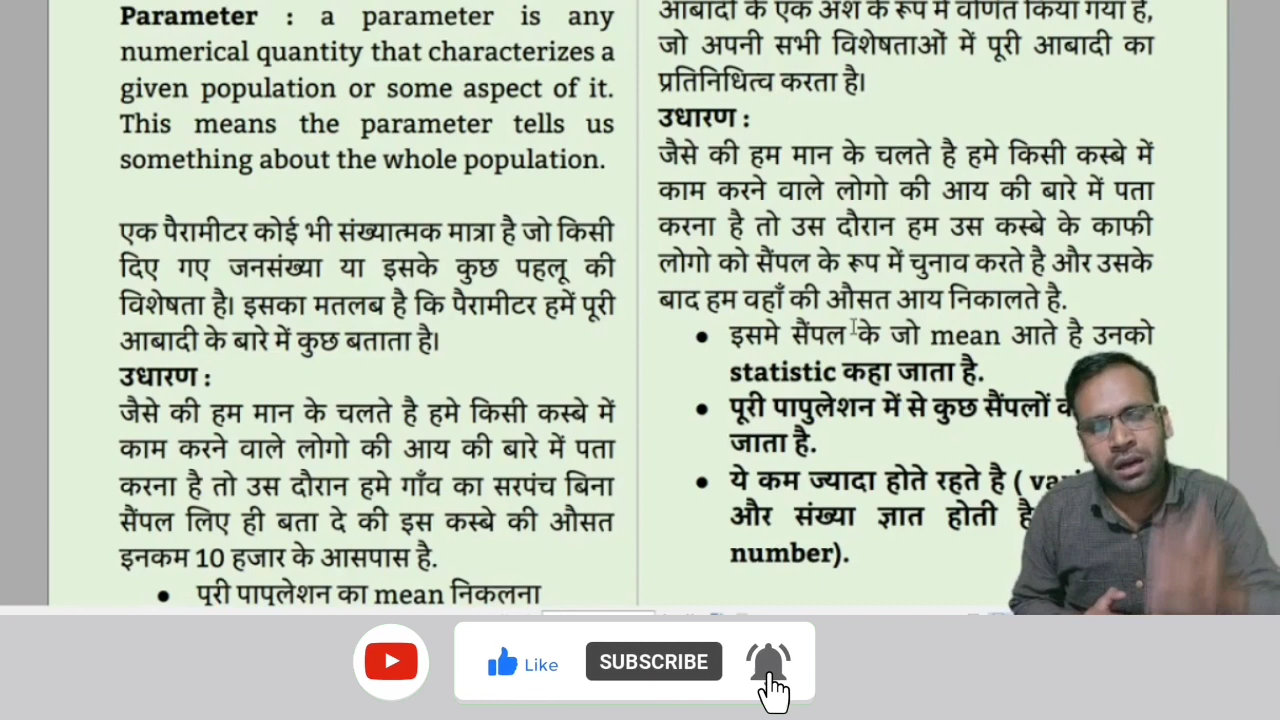 Parameter : a parameter is any
numerical quantity that characterizes a
given population or some aspect of it.
This means the parameter tells us
something about the whole population.
एक पैरामीटर कोई भी संख्यात्मक मात्रा है जो किसी
दिए गए जनसंख्या या इसके कुछ पहलू की
विशेषता है। इसका मतलब है कि पैरामीटर हमें पूरी
आबादी के बारे में कुछ बताता है।
उधारण :
जैसे की हम मान के चलते है हमे किसी कस्बे में
काम करने वाले लोगो की आय की बारे में पता
करना है तो उस दौरान हमे गाँव का सरपंच बिना
सैंपल लिए ही बता दे की इस कस्बे की औसत
इनकम 10 हजार के आसपास है.
● पूरी पापुलेशन का mean निकलना
आबादी के एक अंश के रूप में वर्णित किया गया है,
जो अपनी सभी विशेषताओं में पूरी आबादी का
प्रतिनिधित्व करता है।
उधारण :
जैसे की हम मान के चलते है हमे किसी कस्बे में
काम करने वाले लोगो की आय की बारे में पता
करना है तो उस दौरान हम उस कस्बे के काफी
लोगो को सैंपल के रूप में चुनाव करते है और उसके
बाद हम वहाँ की औसत आय निकालते है.
● इसमे सैंपल के जो mean आते है उनको
statistic कहा जाता है.
● पूरी पापुलेशन में से कुछ सैंपलों
जाता है.
● ये कम ज्यादा होते रहते है (
और संख्या ज्ञात होती
number).
Like
SUBSCRIBE